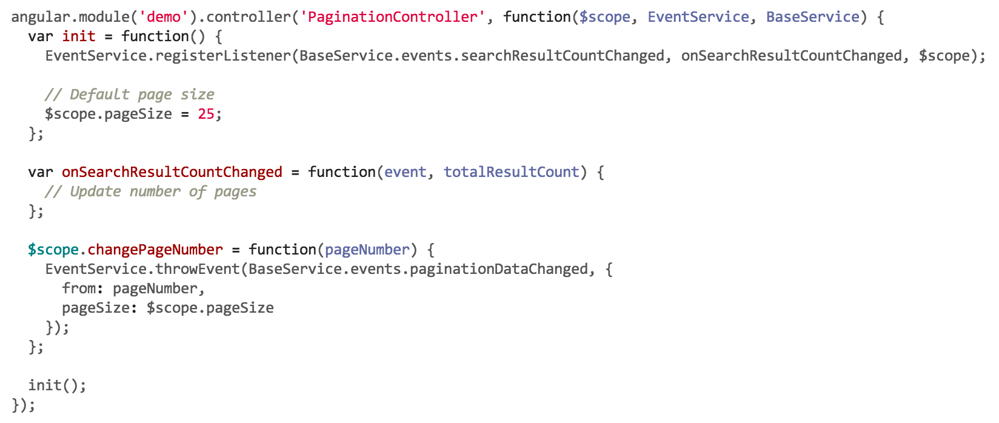 angular.module('demo').controller('PaginationController', function($scope, EventService, BaseService) {
  var init = function() {
    EventService.registerListener(BaseService.events.searchResultCountChanged, onSearchResultCountChanged, $scope);

    // Default page size
    $scope.pageSize = 25;
  };

  var onSearchResultCountChanged = function(event, totalResultCount) {
    // Update number of pages
  };

  $scope.changePageNumber = function(pageNumber) {
    EventService.throwEvent(BaseService.events.paginationDataChanged, {
      from: pageNumber,
      pageSize: $scope.pageSize
    });
  };

  init();
});